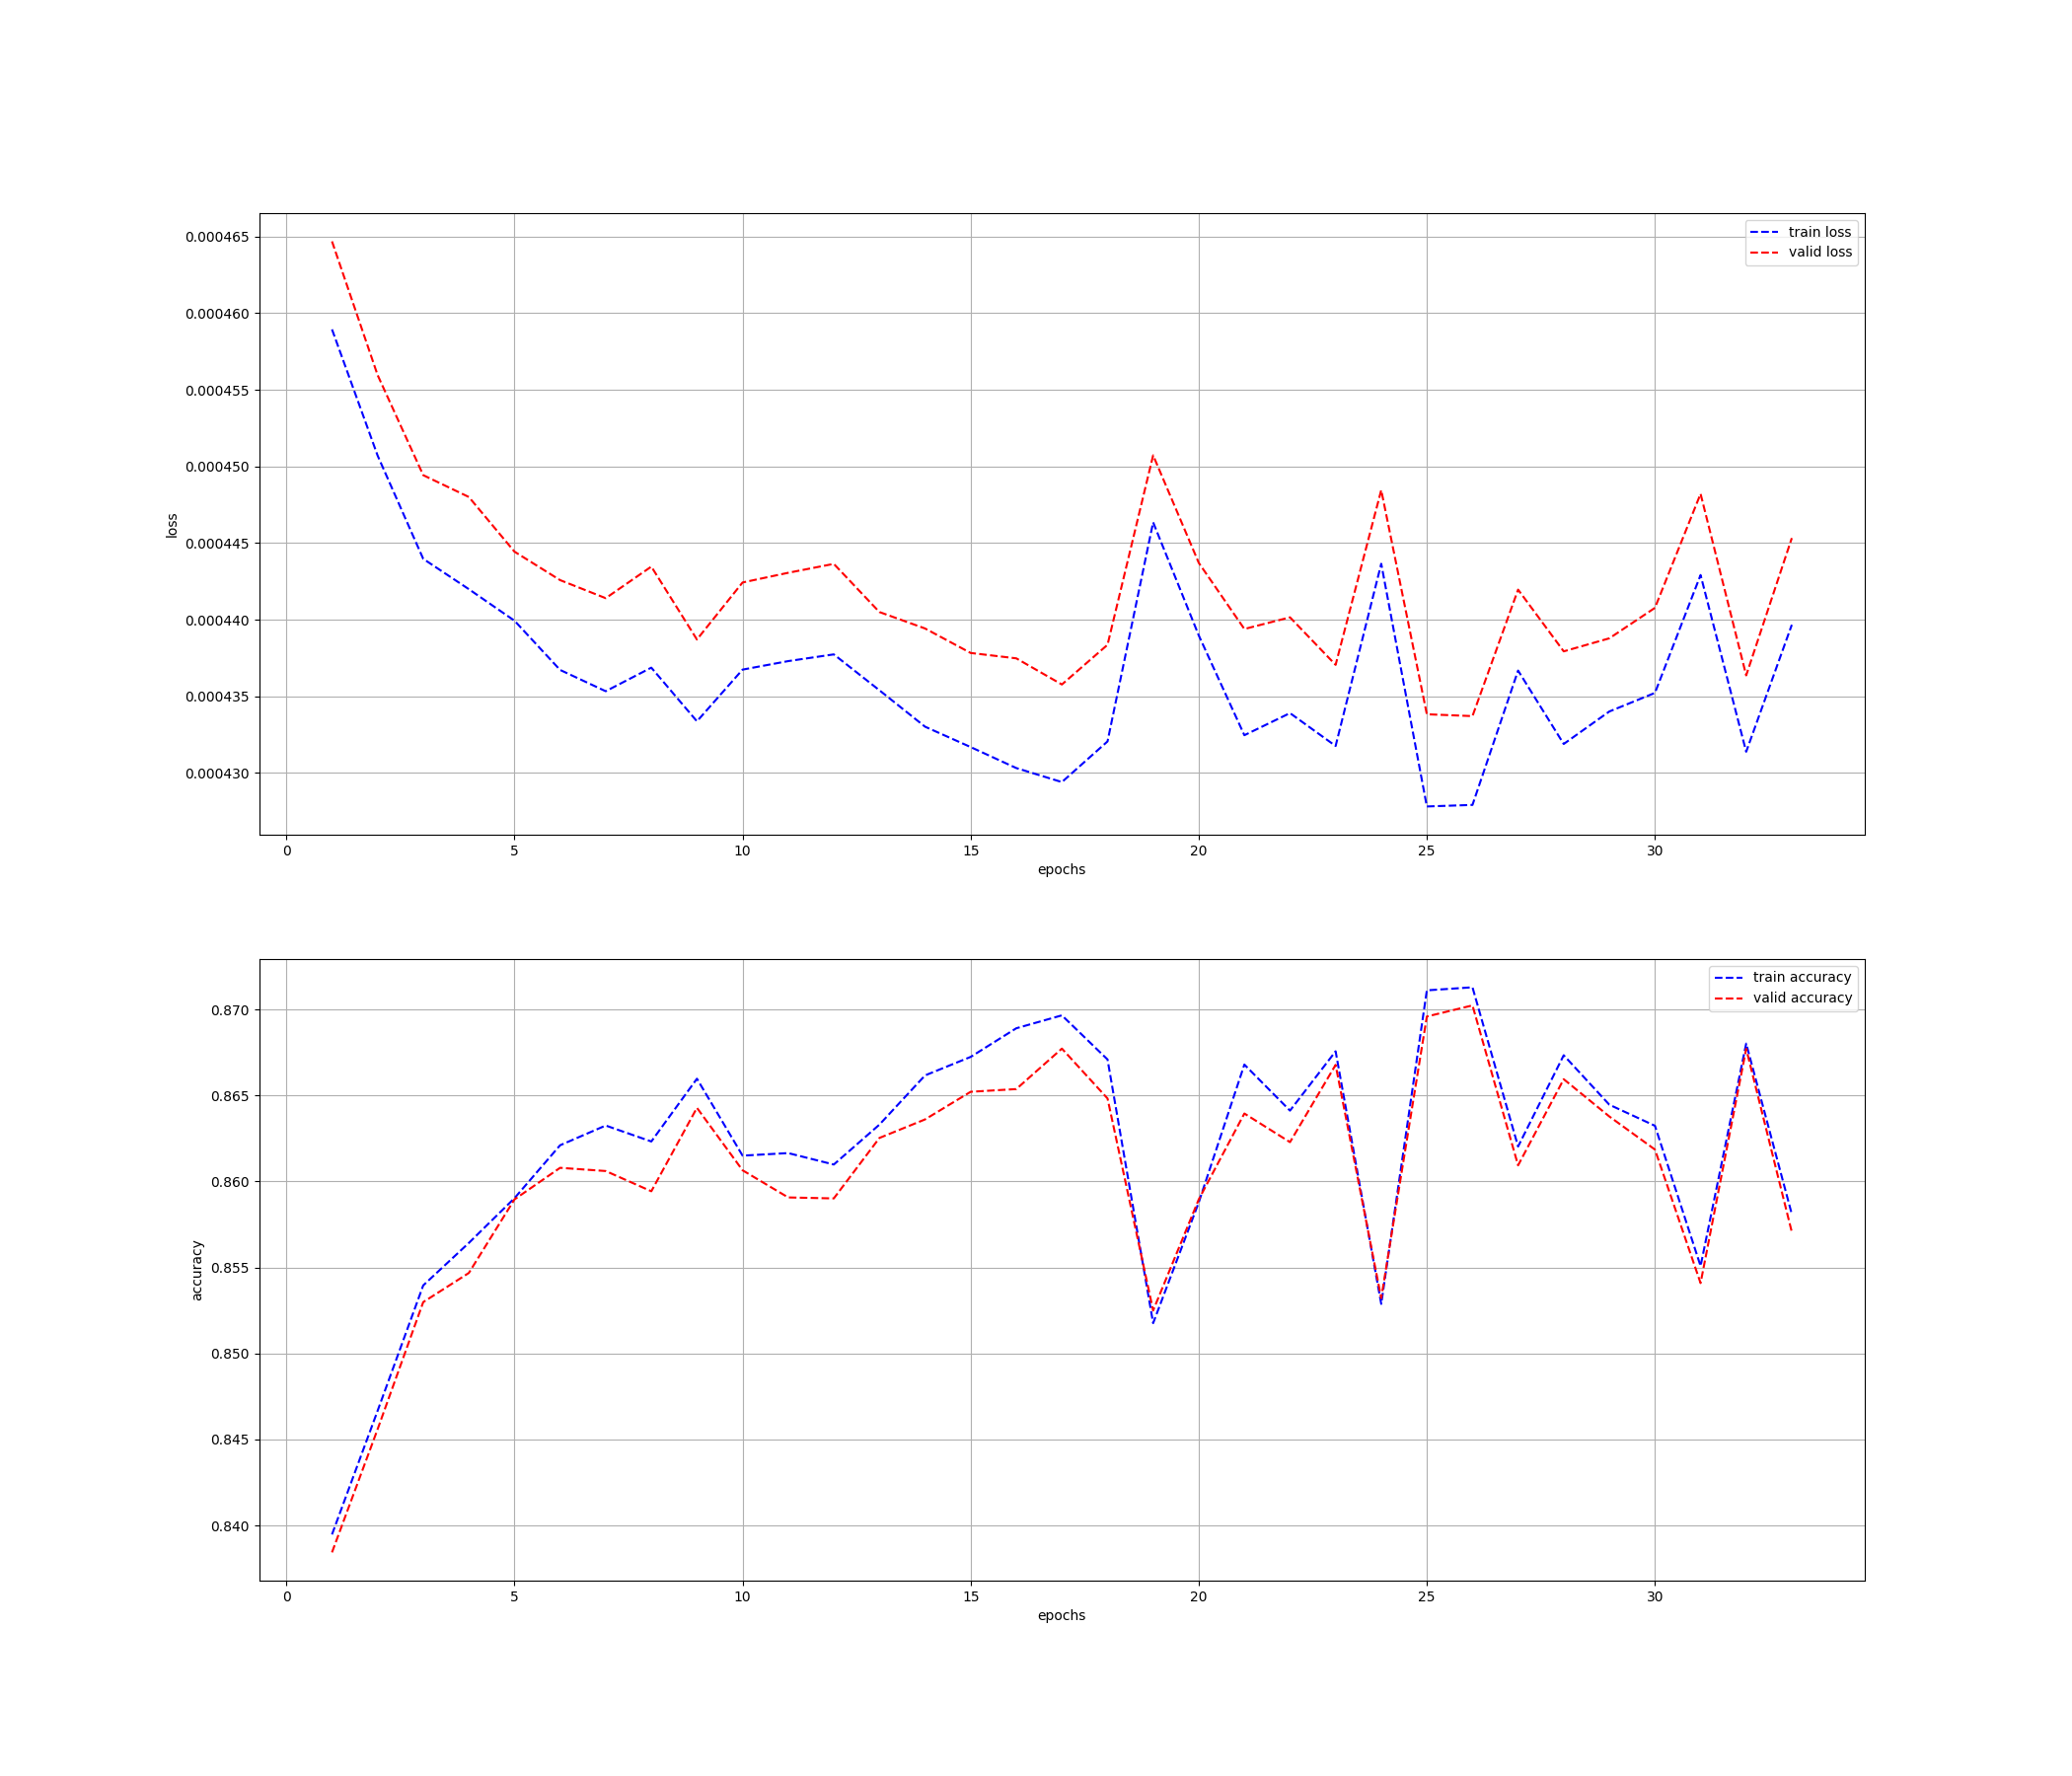 0.000465
0.000460
0.000455
0.000450
0.000445
0.000440
0.000435
0.000430
loss
train loss
valid loss
0 5 10 15 20 25 30
epochs
0.870
0.865
0.860
0.855
0.850
0.845
0.840
accuracy
train accuracy
valid accuracy
0 5 10 15 20 25 30
epochs